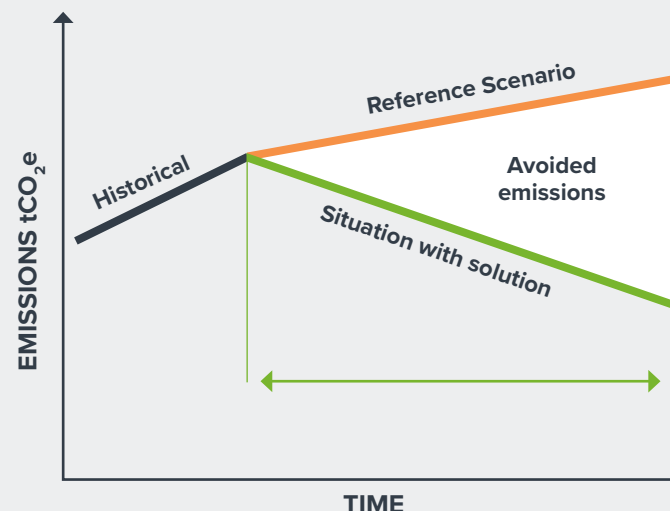 Reference Scenario
Historical
Avoided
emissions
Situation with solution
EMISSIONS tCO₂e
TIME